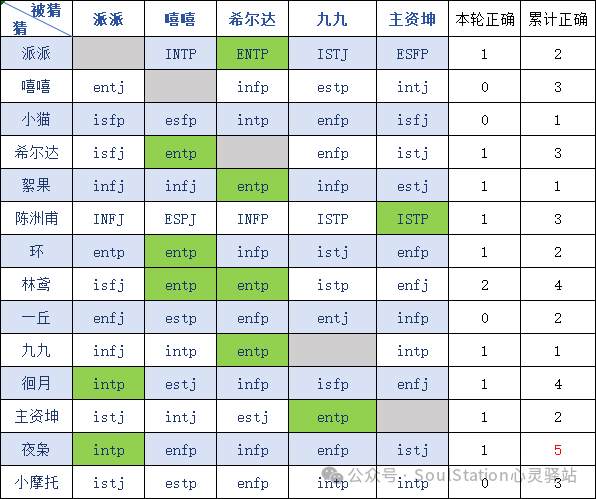 被猜
猜 派派 嘻嘻 希尔达 九九 主资坤 本轮正确 累计正确
派派 INTP ENTP ISTJ ESFP 1 2
嘻嘻 entj infp estp intj 0 3
小猫 isfp esfp intp enfp isfj 0 1
希尔达 isfj entp enfp istj 1 3
絮果 infj infj entp infp estj 1 1
陈洲甫 INFJ ESPJ INFP ISTP ISTP 1 3
环 entp entp infp istj enfp 1 2
林鸢 isfj entp entp istp enfj 2 4
一丘 enfj estp enfp entj infp 0 2
九九 infj intp entp intp 1 1
徊月 intp estj infp isfp enfj 1 4
主资坤 istj intj estj entp 1 2
夜枭 intp enfp infp enfp istj 1 5
小摩托 istj estp enfp intp intp 0 3
公众号 · SoulStation心灵驿站